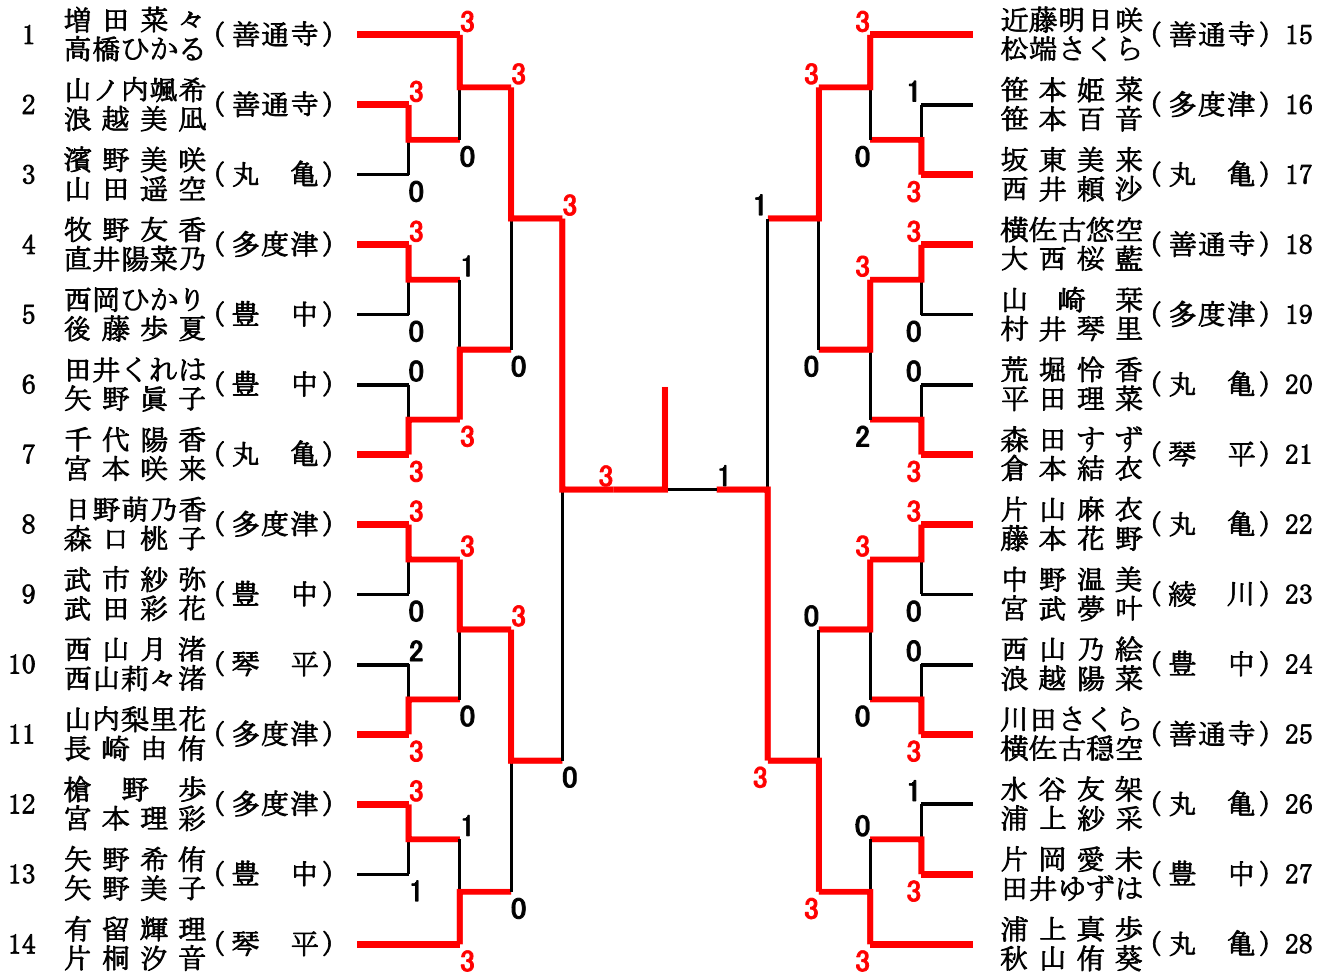 1 増田菜々 高橋ひかる (善通寺) 3
2 山ノ内颯希 浪越美凪 (善通寺) 3
3 濱野美咲 山田遥空 (丸亀) 0
4 牧野友香 直井陽菜乃 (多度津) 3
5 西岡ひかり 後藤歩夏 (豊中) 0
6 田井くれは 矢野眞子 (豊中) 0
7 千代陽香 宮本咲来 (丸亀) 3
8 日野萌乃香 森口桃子 (多度津) 3
9 武市紗弥 武田彩花 (豊中) 0
10 西山月渚 西山莉々渚 (琴平) 2
11 山内梨里花 長崎由侑 (多度津) 3
12 槍野歩 宮本理彩 (多度津) 3
13 矢野希侑 矢野美子 (豊中) 1
14 有留輝理 片桐汐音 (琴平) 3
3 0 1 3 3 0 1
3 0 3 0
3 0
3 1
1 3
3 0 0 3
0 3 2 3 0 0
3 近藤明日咲 松端さくら (善通寺) 15
1 笹本姫菜 笹本百音 (多度津) 16
3 坂東美来 西井頼沙 (丸亀) 17
3 横佐古悠空 大西桜藍 (善通寺) 18
0 山崎栞 村井琴里 (多度津) 19
0 荒堀怜香 平田理菜 (丸亀) 20
3 森田すず 倉本結衣 (琴平) 21
3 片山麻衣 藤本花野 (丸亀) 22
0 中野温美 宮武夢叶 (綾川) 23
0 西山乃絵 浪越陽菜 (豊中) 24
3 川田さくら 横佐古穏空 (善通寺) 25
1 水谷友架 浦上紗采 (丸亀) 26
3 片岡愛未 田井ゆずは (豊中) 27
3 浦上真歩 秋山侑葵 (丸亀) 28